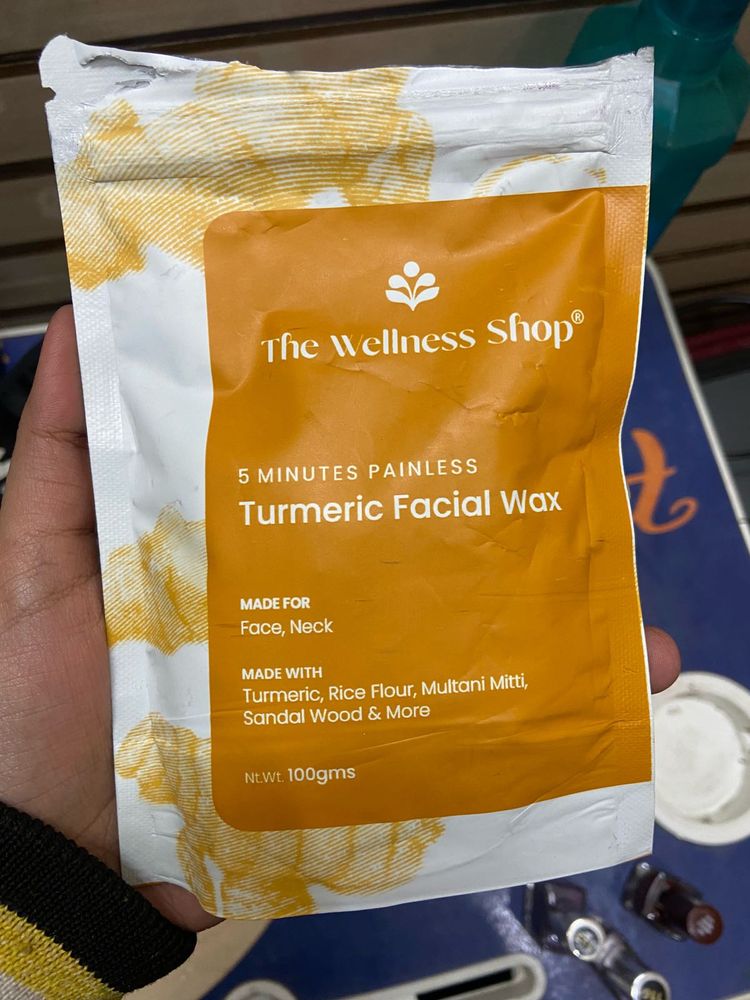 The Wellness Shop®
5 MINUTES PAINLESS
Turmeric Facial Wax
MADE FOR
Face, Neck
MADE WITH
Turmeric, Rice Flour, Multani Mitti,
Sandal Wood & More
Nt.Wt. 100gms